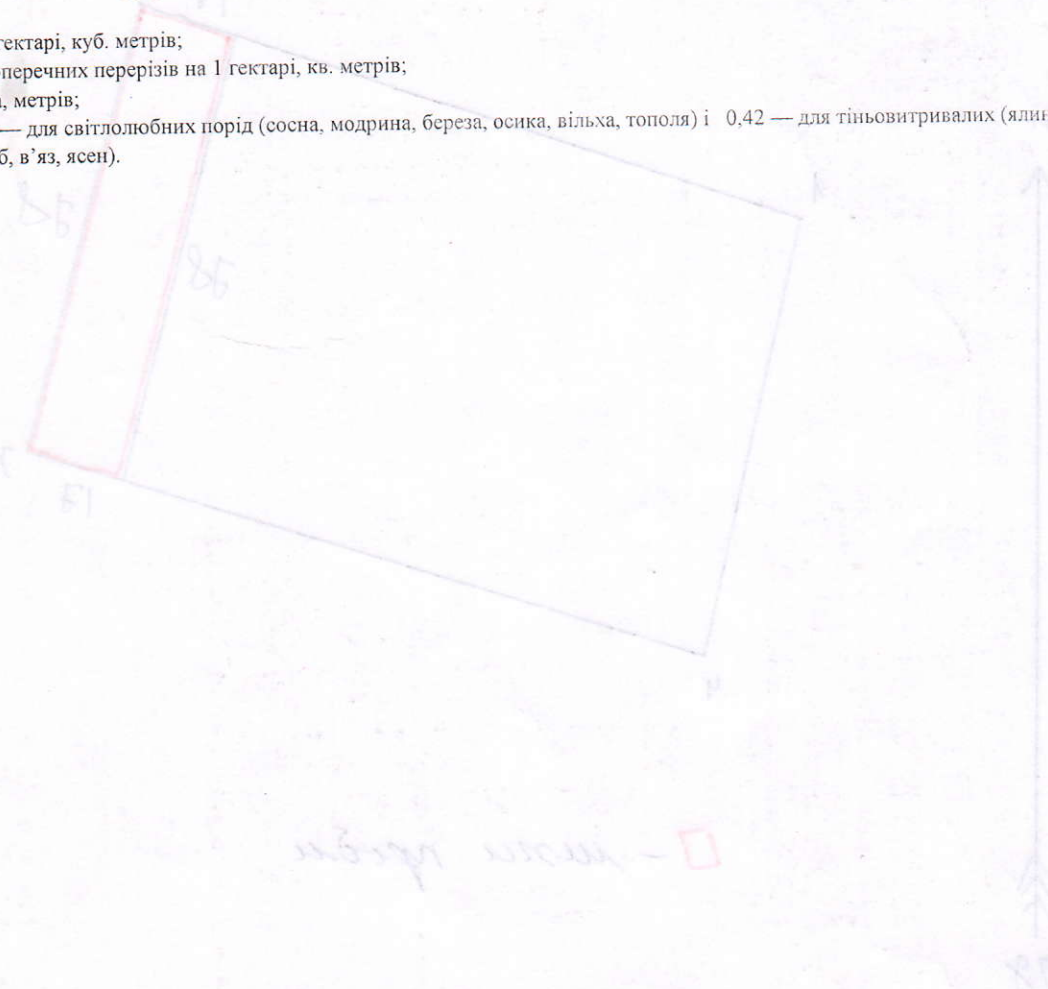 гектарі, куб. метрів;
перечних перерізів на 1 гектарі, кв. метрів;
, метрів;
— для світлолюбних порід (сосна, модрина, береза, осика, вільха, тополя) і 0,42 — для тіньовитривалих (ялин
б, в’яз, ясен).